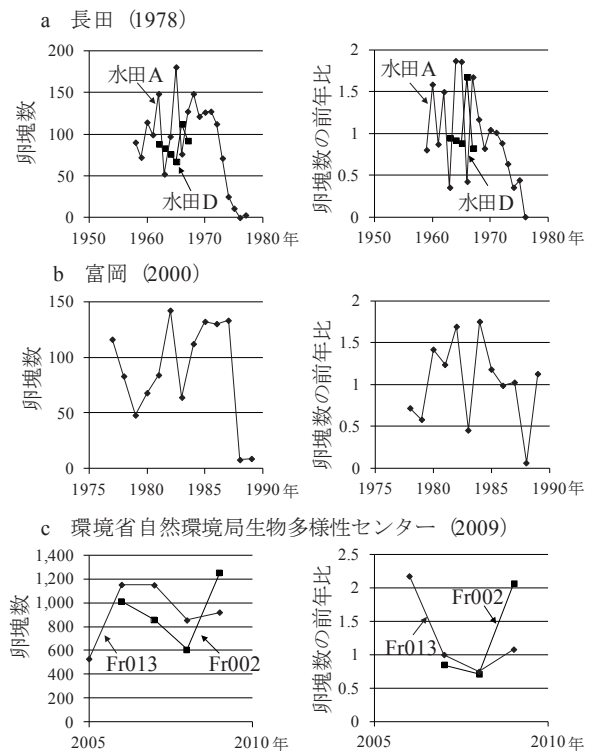 a 長田 (1978)
卵塊数
200
150
100
50
0
1950 1960 1970 1980 年
水田A
水田D
卵塊数の前年比
2
1.5
1
0.5
0
1950 1960 1970 1980 年
水田A
水田D
b 富岡 (2000)
卵塊数
150
100
50
0
1975 1980 1985 1990 年
卵塊数の前年比
2
1.5
1
0.5
0
1975 1980 1985 1990 年
c 環境省自然環境局生物多様性センター (2009)
卵塊数
1,400
1,200
1,000
800
600
400
200
0
2005 2010 年
Fr013
Fr002
卵塊数の前年比
2.5
2
1.5
1
0.5
0
2005 2010 年
Fr002
Fr013